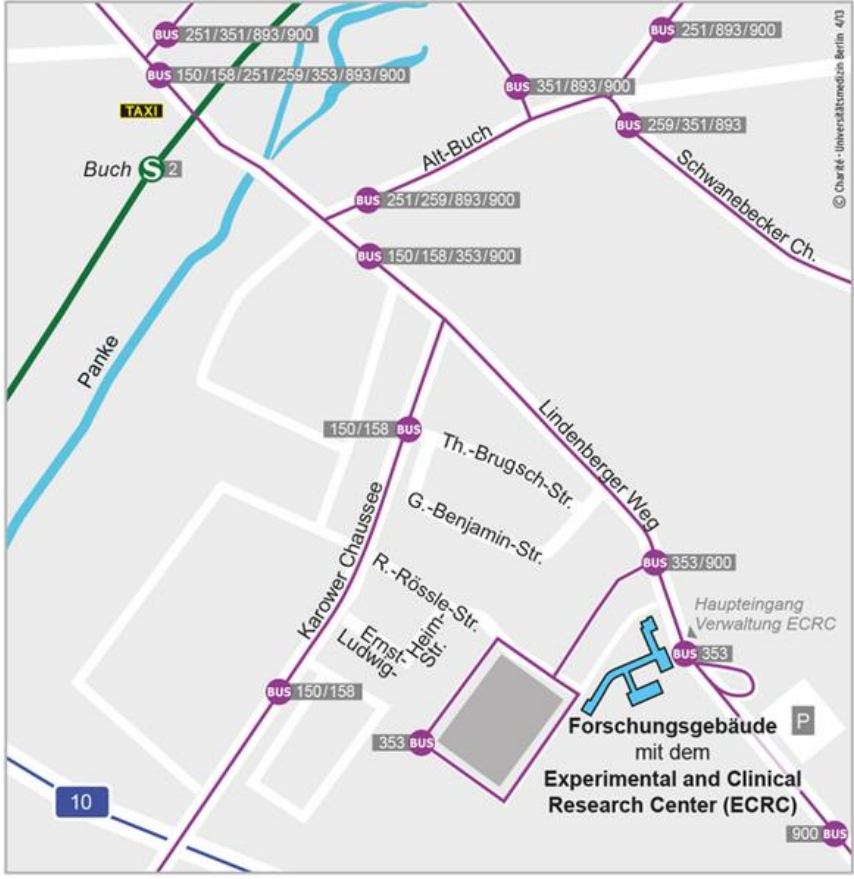 BUS 251/351/893/900
BUS 251/893/900
BUS 150/158/251/259/353/893/900
BUS 351/893/900
TAXI
BUS 259/351/893
Alt-Buch
Buch S 2
Schwanebecker Ch.
BUS 251/259/893/900
BUS 150/158/353/900
Panke
150/158 BUS
Lindenberger Weg
Th.-Brugsch-Str.
G.-Benjamin-Str.
Karower Chaussee
BUS 353/900
R.-Rössle-Str.
Haupteingang
Verwaltung ECRC
Heim-
Str.
Ernst-
Ludwig-
BUS 353
BUS 150/158
P
353 BUS
Forschungsgebäude
mit dem
Experimental and Clinical
Research Center (ECRC)
10
900 BUS
© Charité - Universitätsmedizin Berlin 4/13